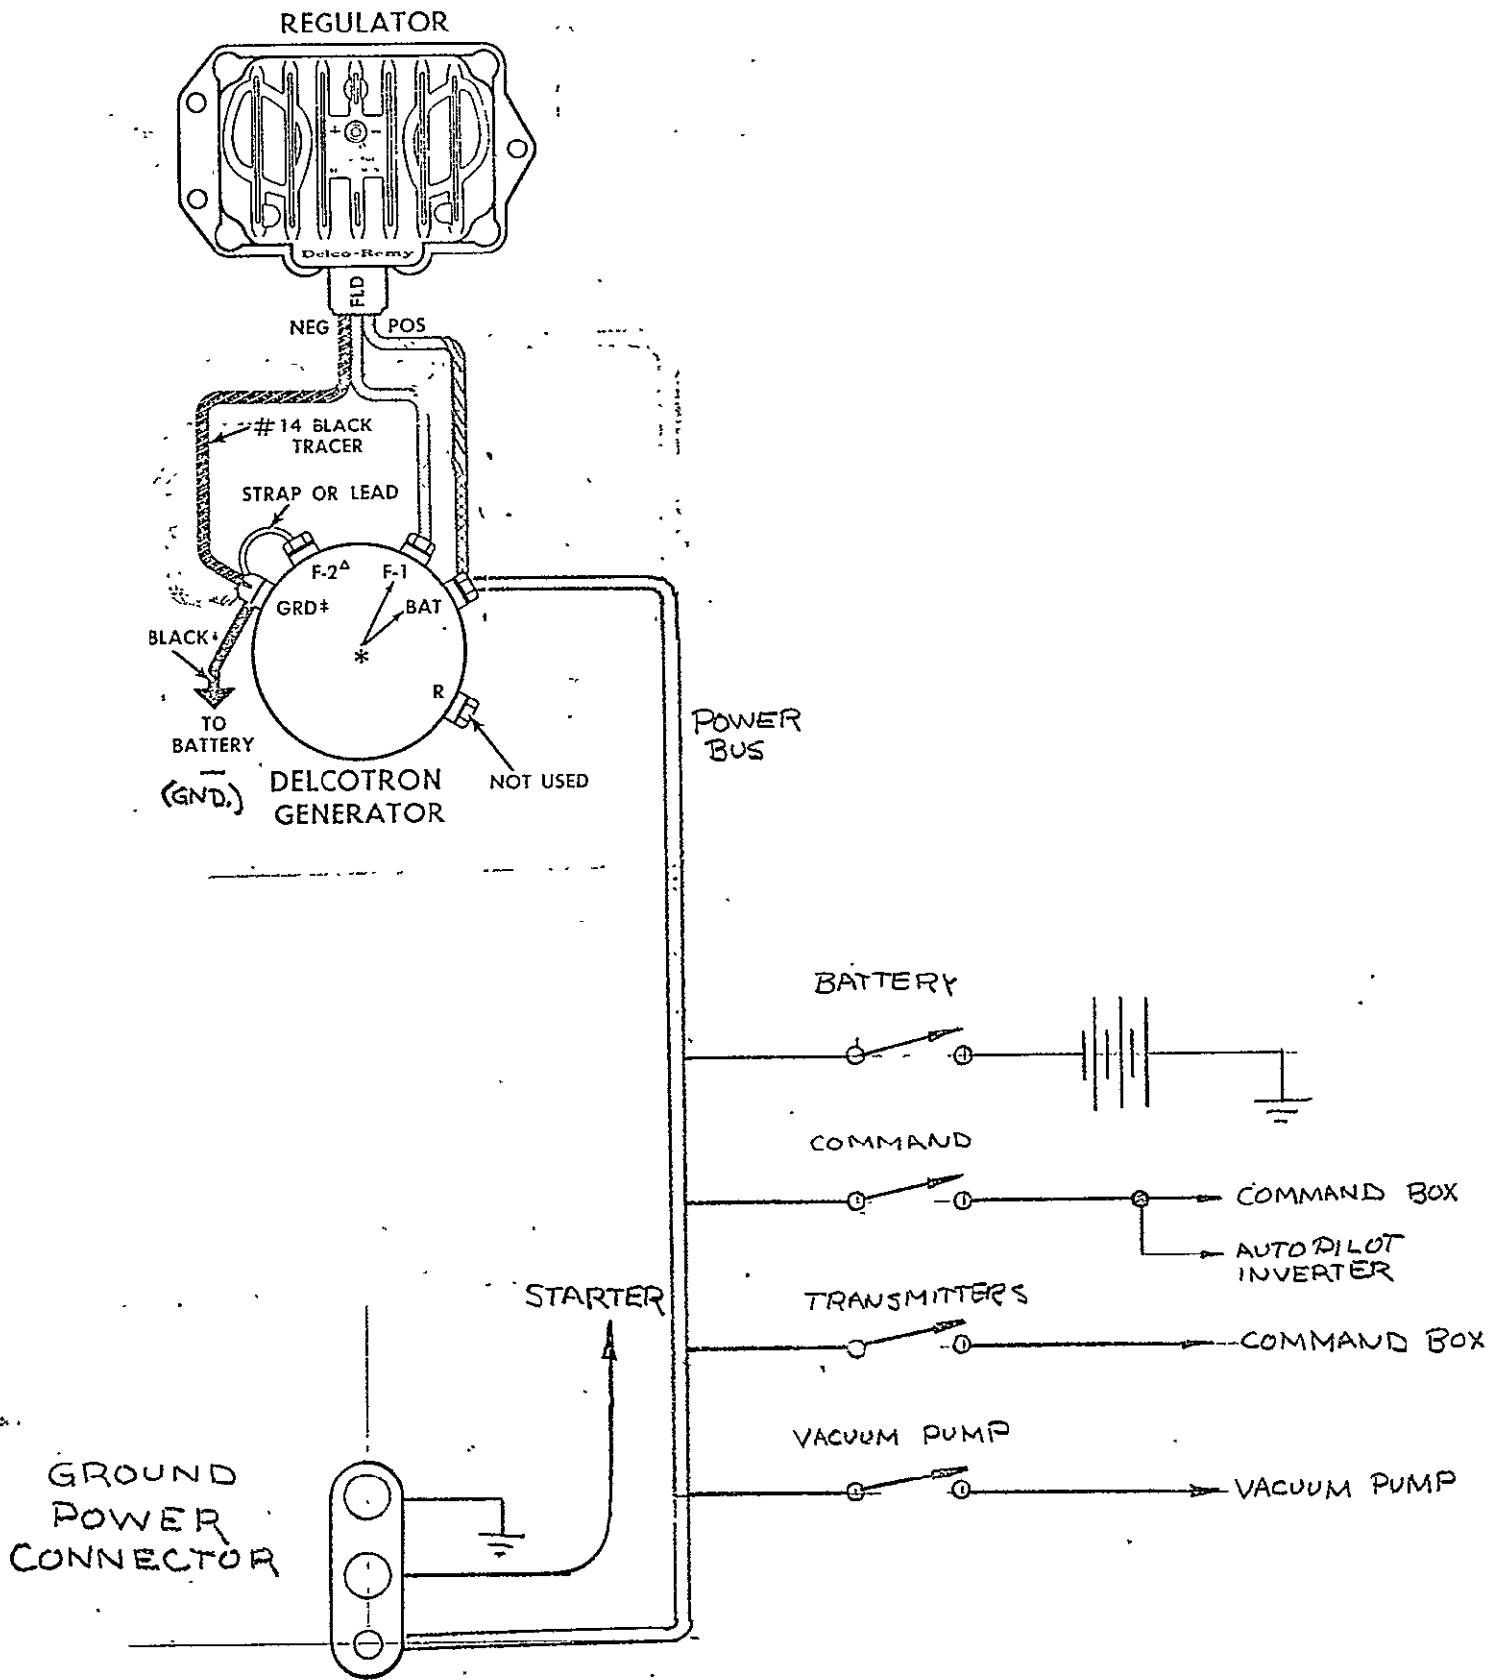 REGULATOR
+ -
Delco-Remy
FLD
NEG
POS
#14 BLACK
TRACER
STRAP OR LEAD
F-2△
F-1
GRD‡
BAT
*
BLACK
R
TO
BATTERY
—
(GND.)
DELCOTRON
GENERATOR
NOT USED
POWER
BUS
BATTERY
COMMAND
COMMAND BOX
AUTOPILOT
INVERTER
STARTER
TRANSMITTERS
COMMAND BOX
VACUUM PUMP
VACUUM PUMP
GROUND
POWER
CONNECTOR